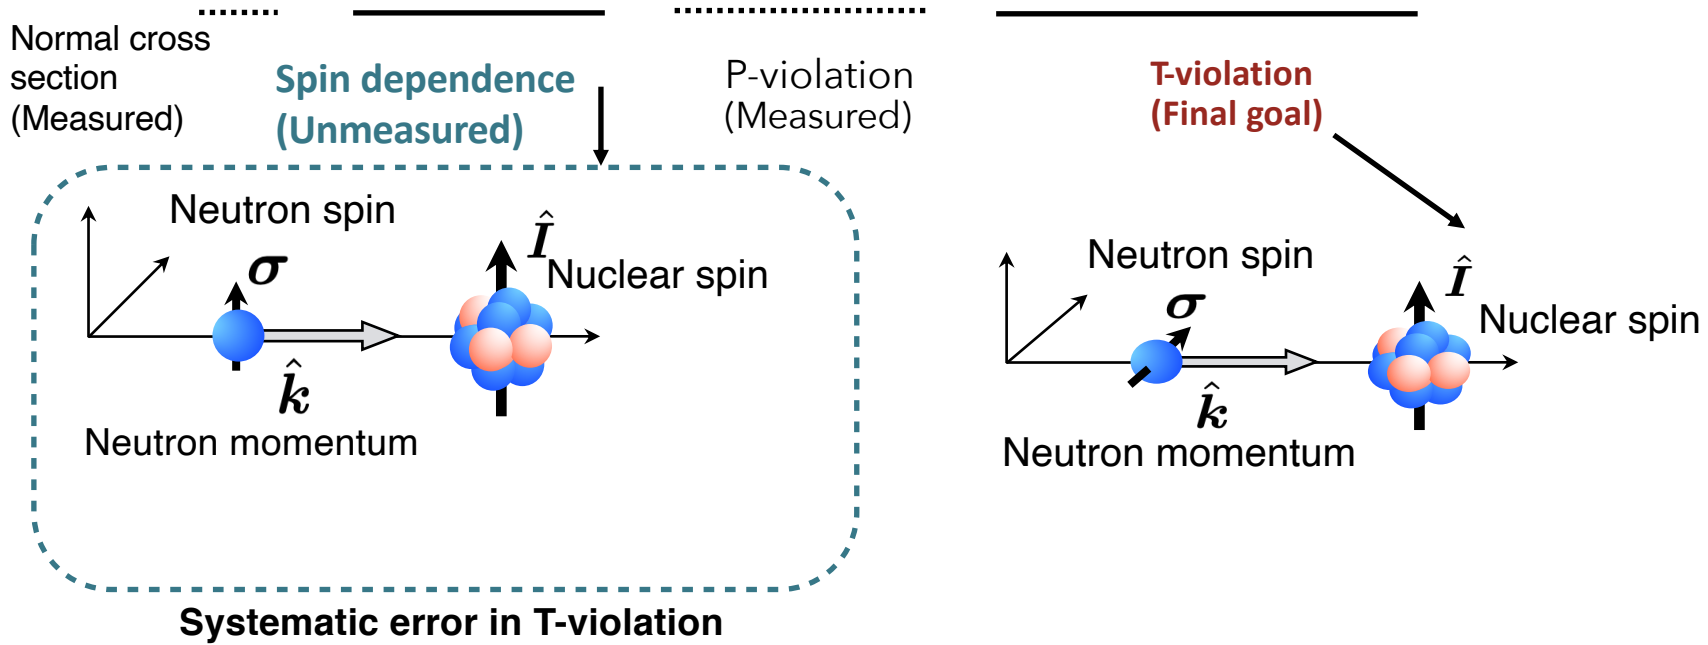 Normal cross
section
(Measured)
Spin dependence
(Unmeasured)
P-violation
(Measured)
T-violation
(Final goal)
Neutron spin
σ
Î
Nuclear spin
k̂
Neutron momentum
Systematic error in T-violation
Neutron spin
σ
Î
Nuclear spin
k̂
Neutron momentum